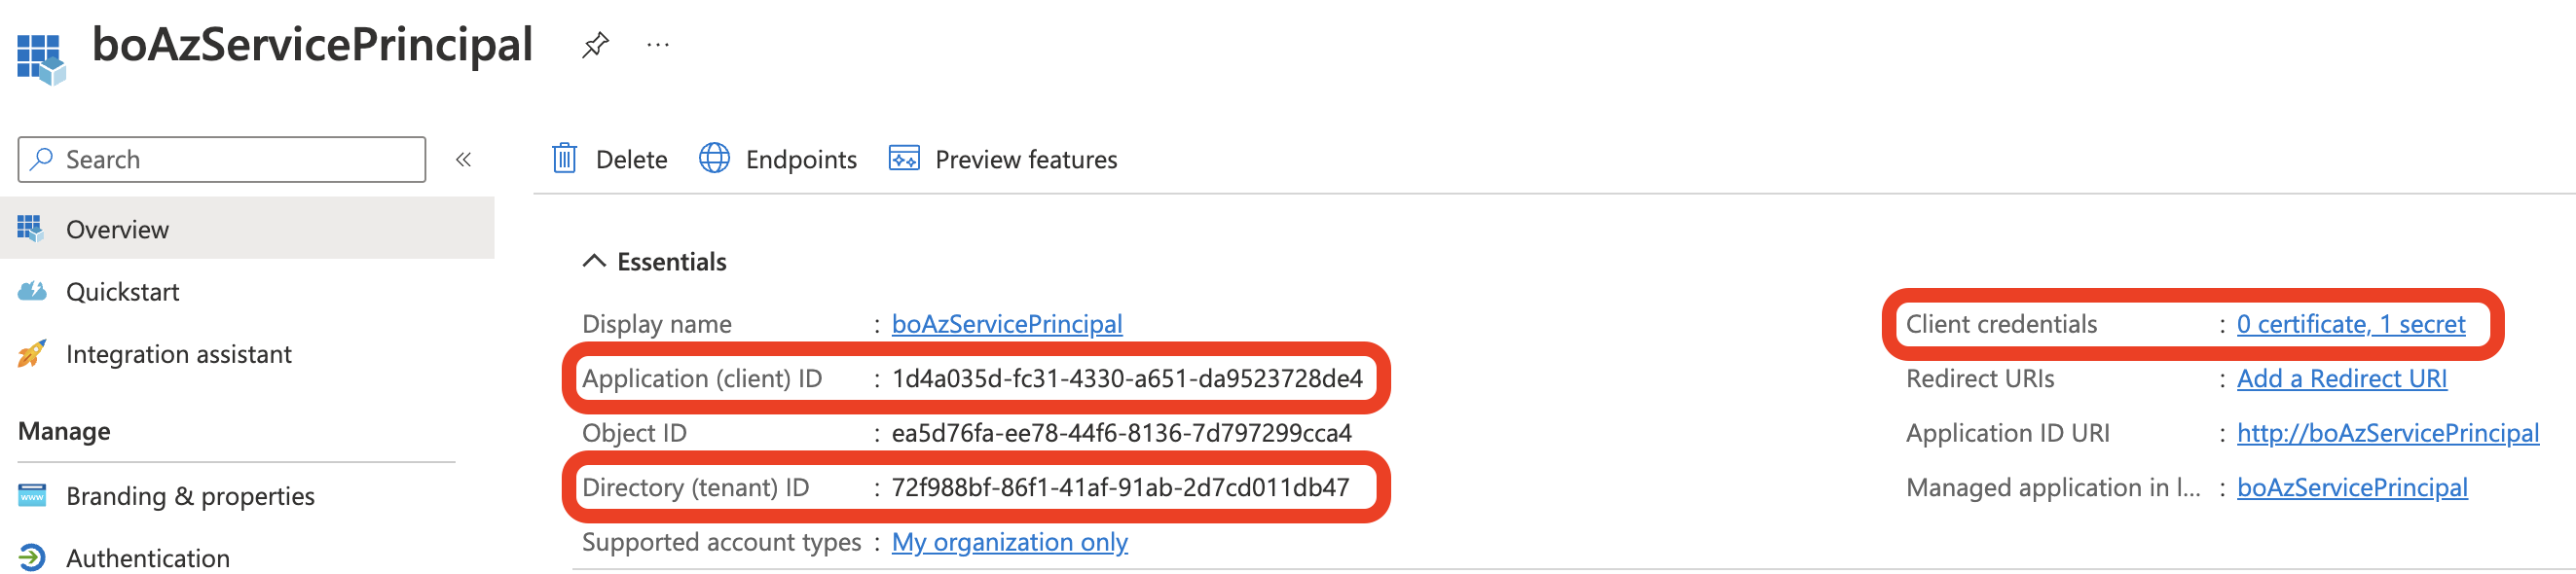 boAzServicePrincipal
Search
Delete
Endpoints
Preview features
Overview
Quickstart
Integration assistant
Manage
Branding & properties
Authentication
Essentials
Display name : boAzServicePrincipal
Application (client) ID : 1d4a035d-fc31-4330-a651-da9523728de4
Object ID : ea5d76fa-ee78-44f6-8136-7d797299cca4
Directory (tenant) ID : 72f988bf-86f1-41af-91ab-2d7cd011db47
Supported account types : My organization only
Client credentials : 0 certificate, 1 secret
Redirect URIs : Add a Redirect URI
Application ID URI : http://boAzServicePrincipal
Managed application in l... : boAzServicePrincipal